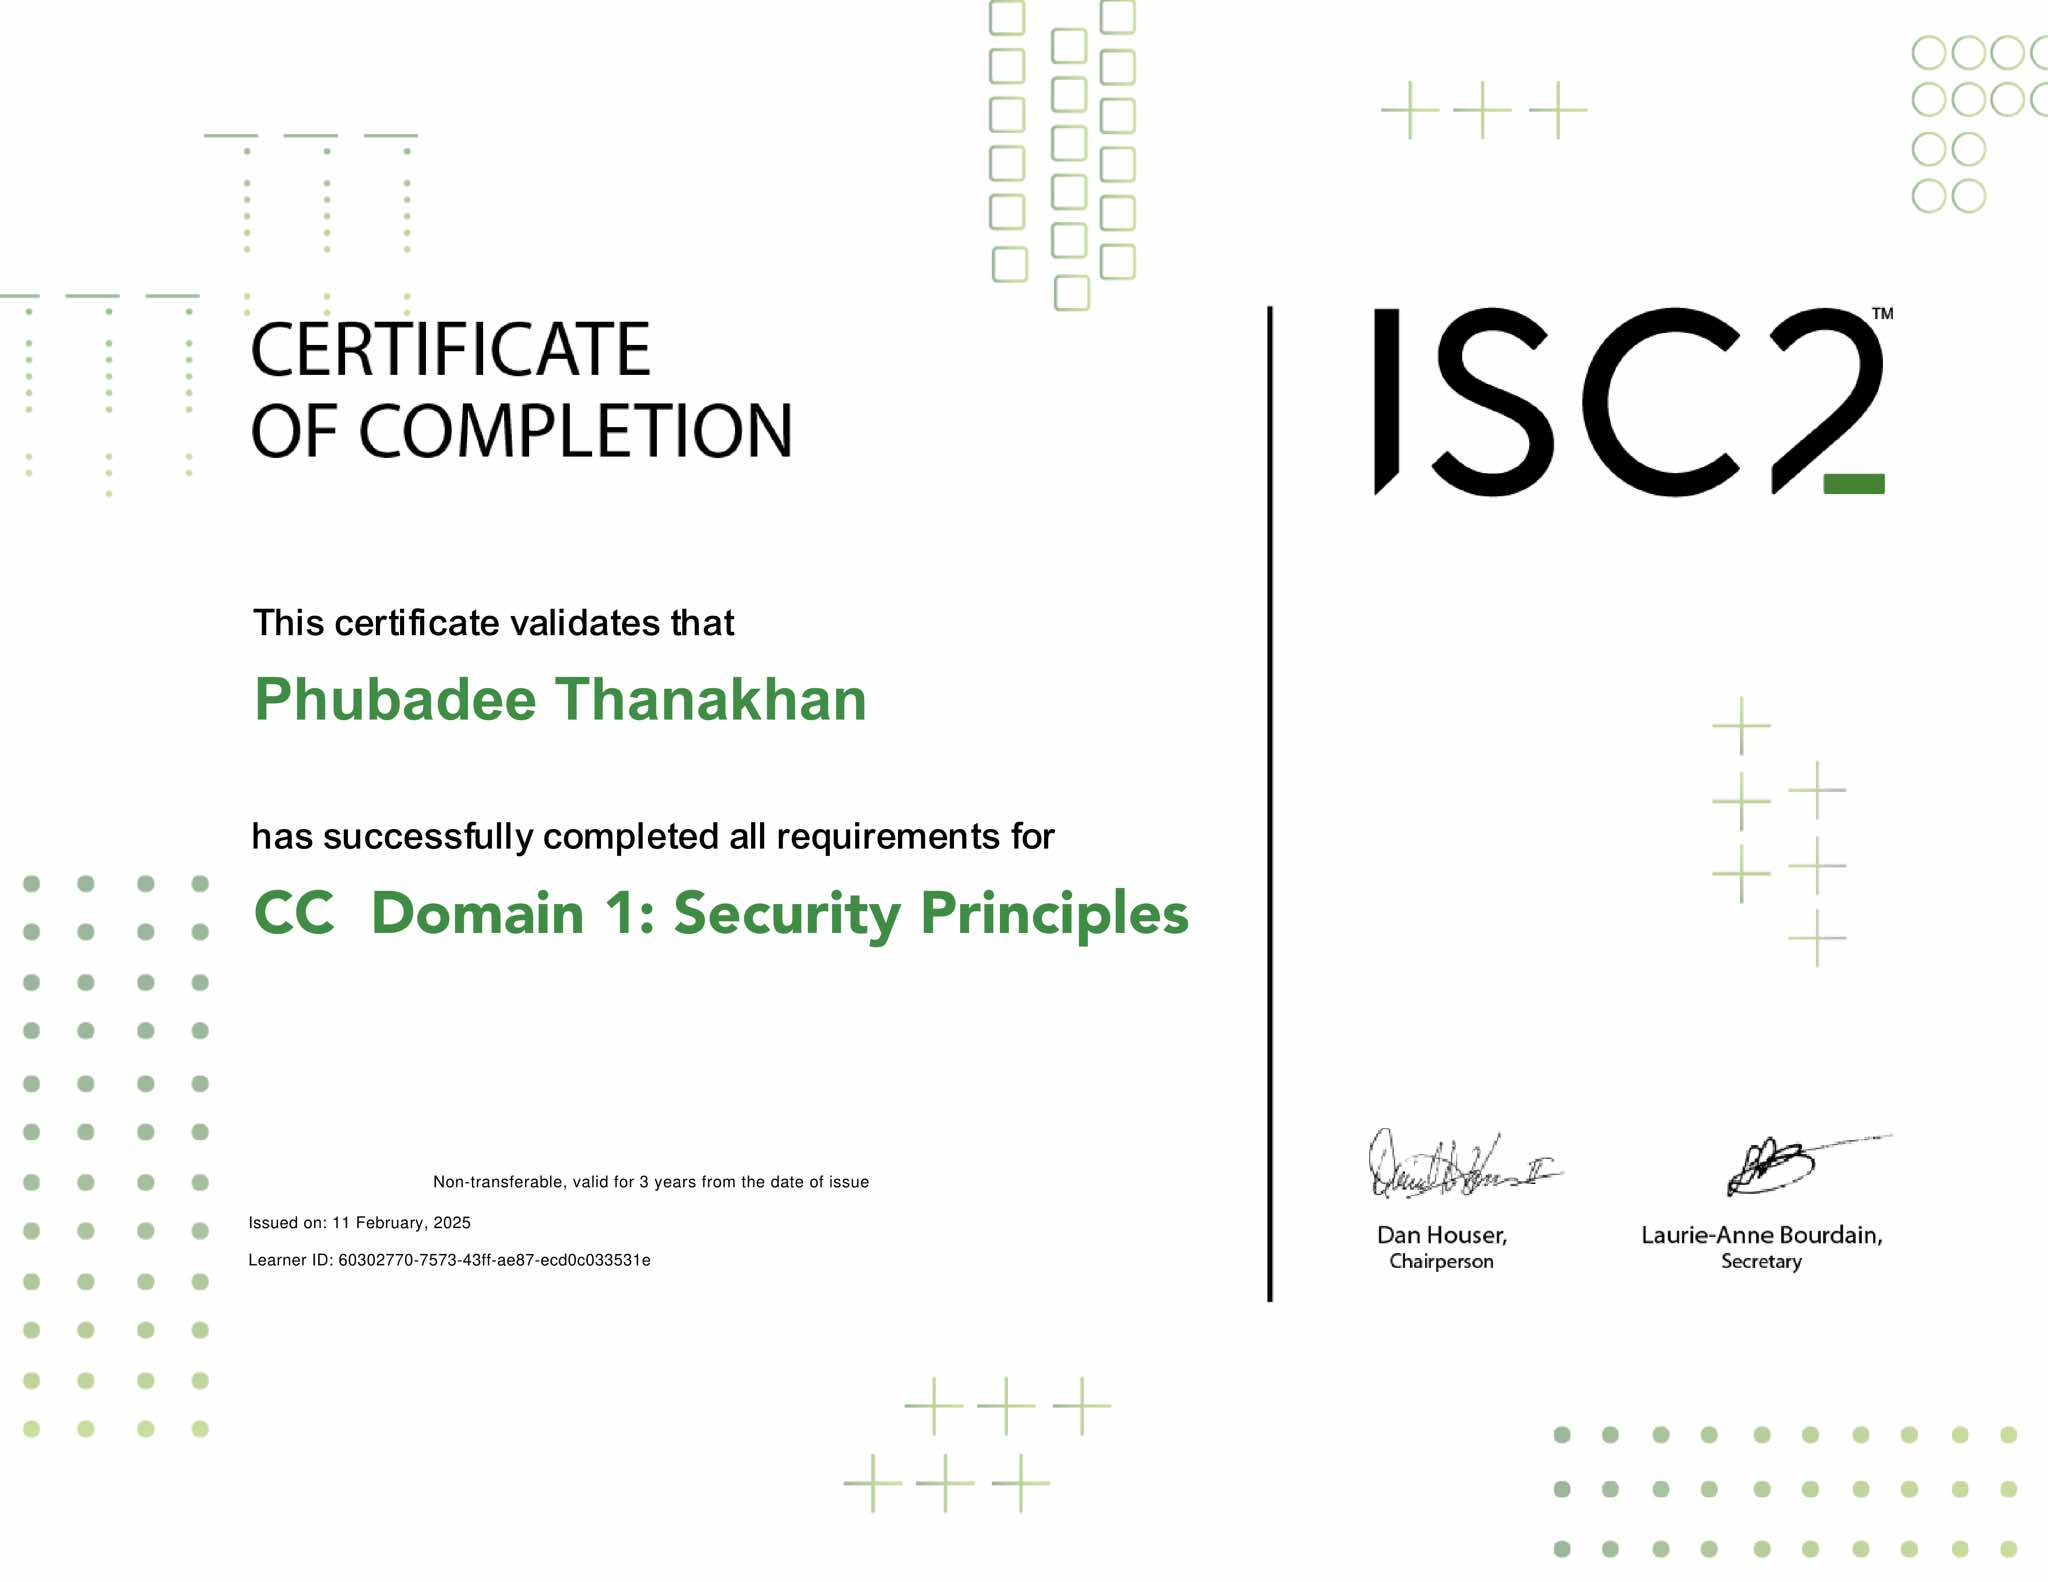 CERTIFICATE
OF COMPLETION
This certificate validates that
Phubadee Thanakhan
has successfully completed all requirements for
CC  Domain 1: Security Principles
Non-transferable, valid for 3 years from the date of issue
Issued on: 11 February, 2025
Learner ID: 60302770-7573-43ff-ae87-ecd0c033531e
ISC2™
Dan Houser,
Chairperson
Laurie-Anne Bourdain,
Secretary